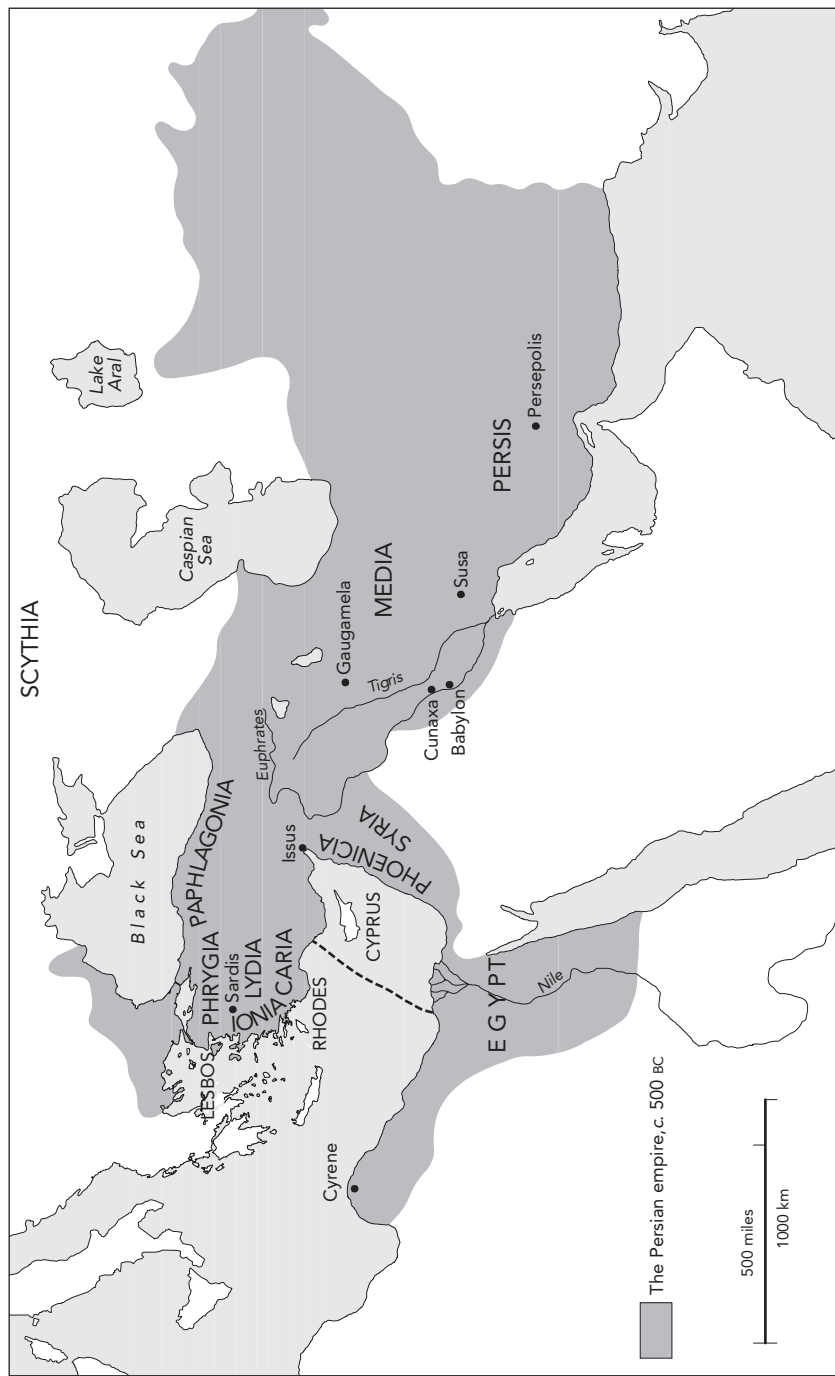 SCYTHIA
Lake
Aral
Caspian
Sea
Black Sea
PAPHLAGONIA
PHRYGIA
Sardis
LYDIA
IONIA
CARIA
LESBOS
RHODES
CYPRUS
Issus
PHOENICIA
SYRIA
Euphrates
Tigris
Gaugamela
MEDIA
Cunaxa
Babylon
Susa
PERSIS
Persepolis
Cyrene
EGYPT
Nile
The Persian empire, c. 500 BC
500 miles
1000 km